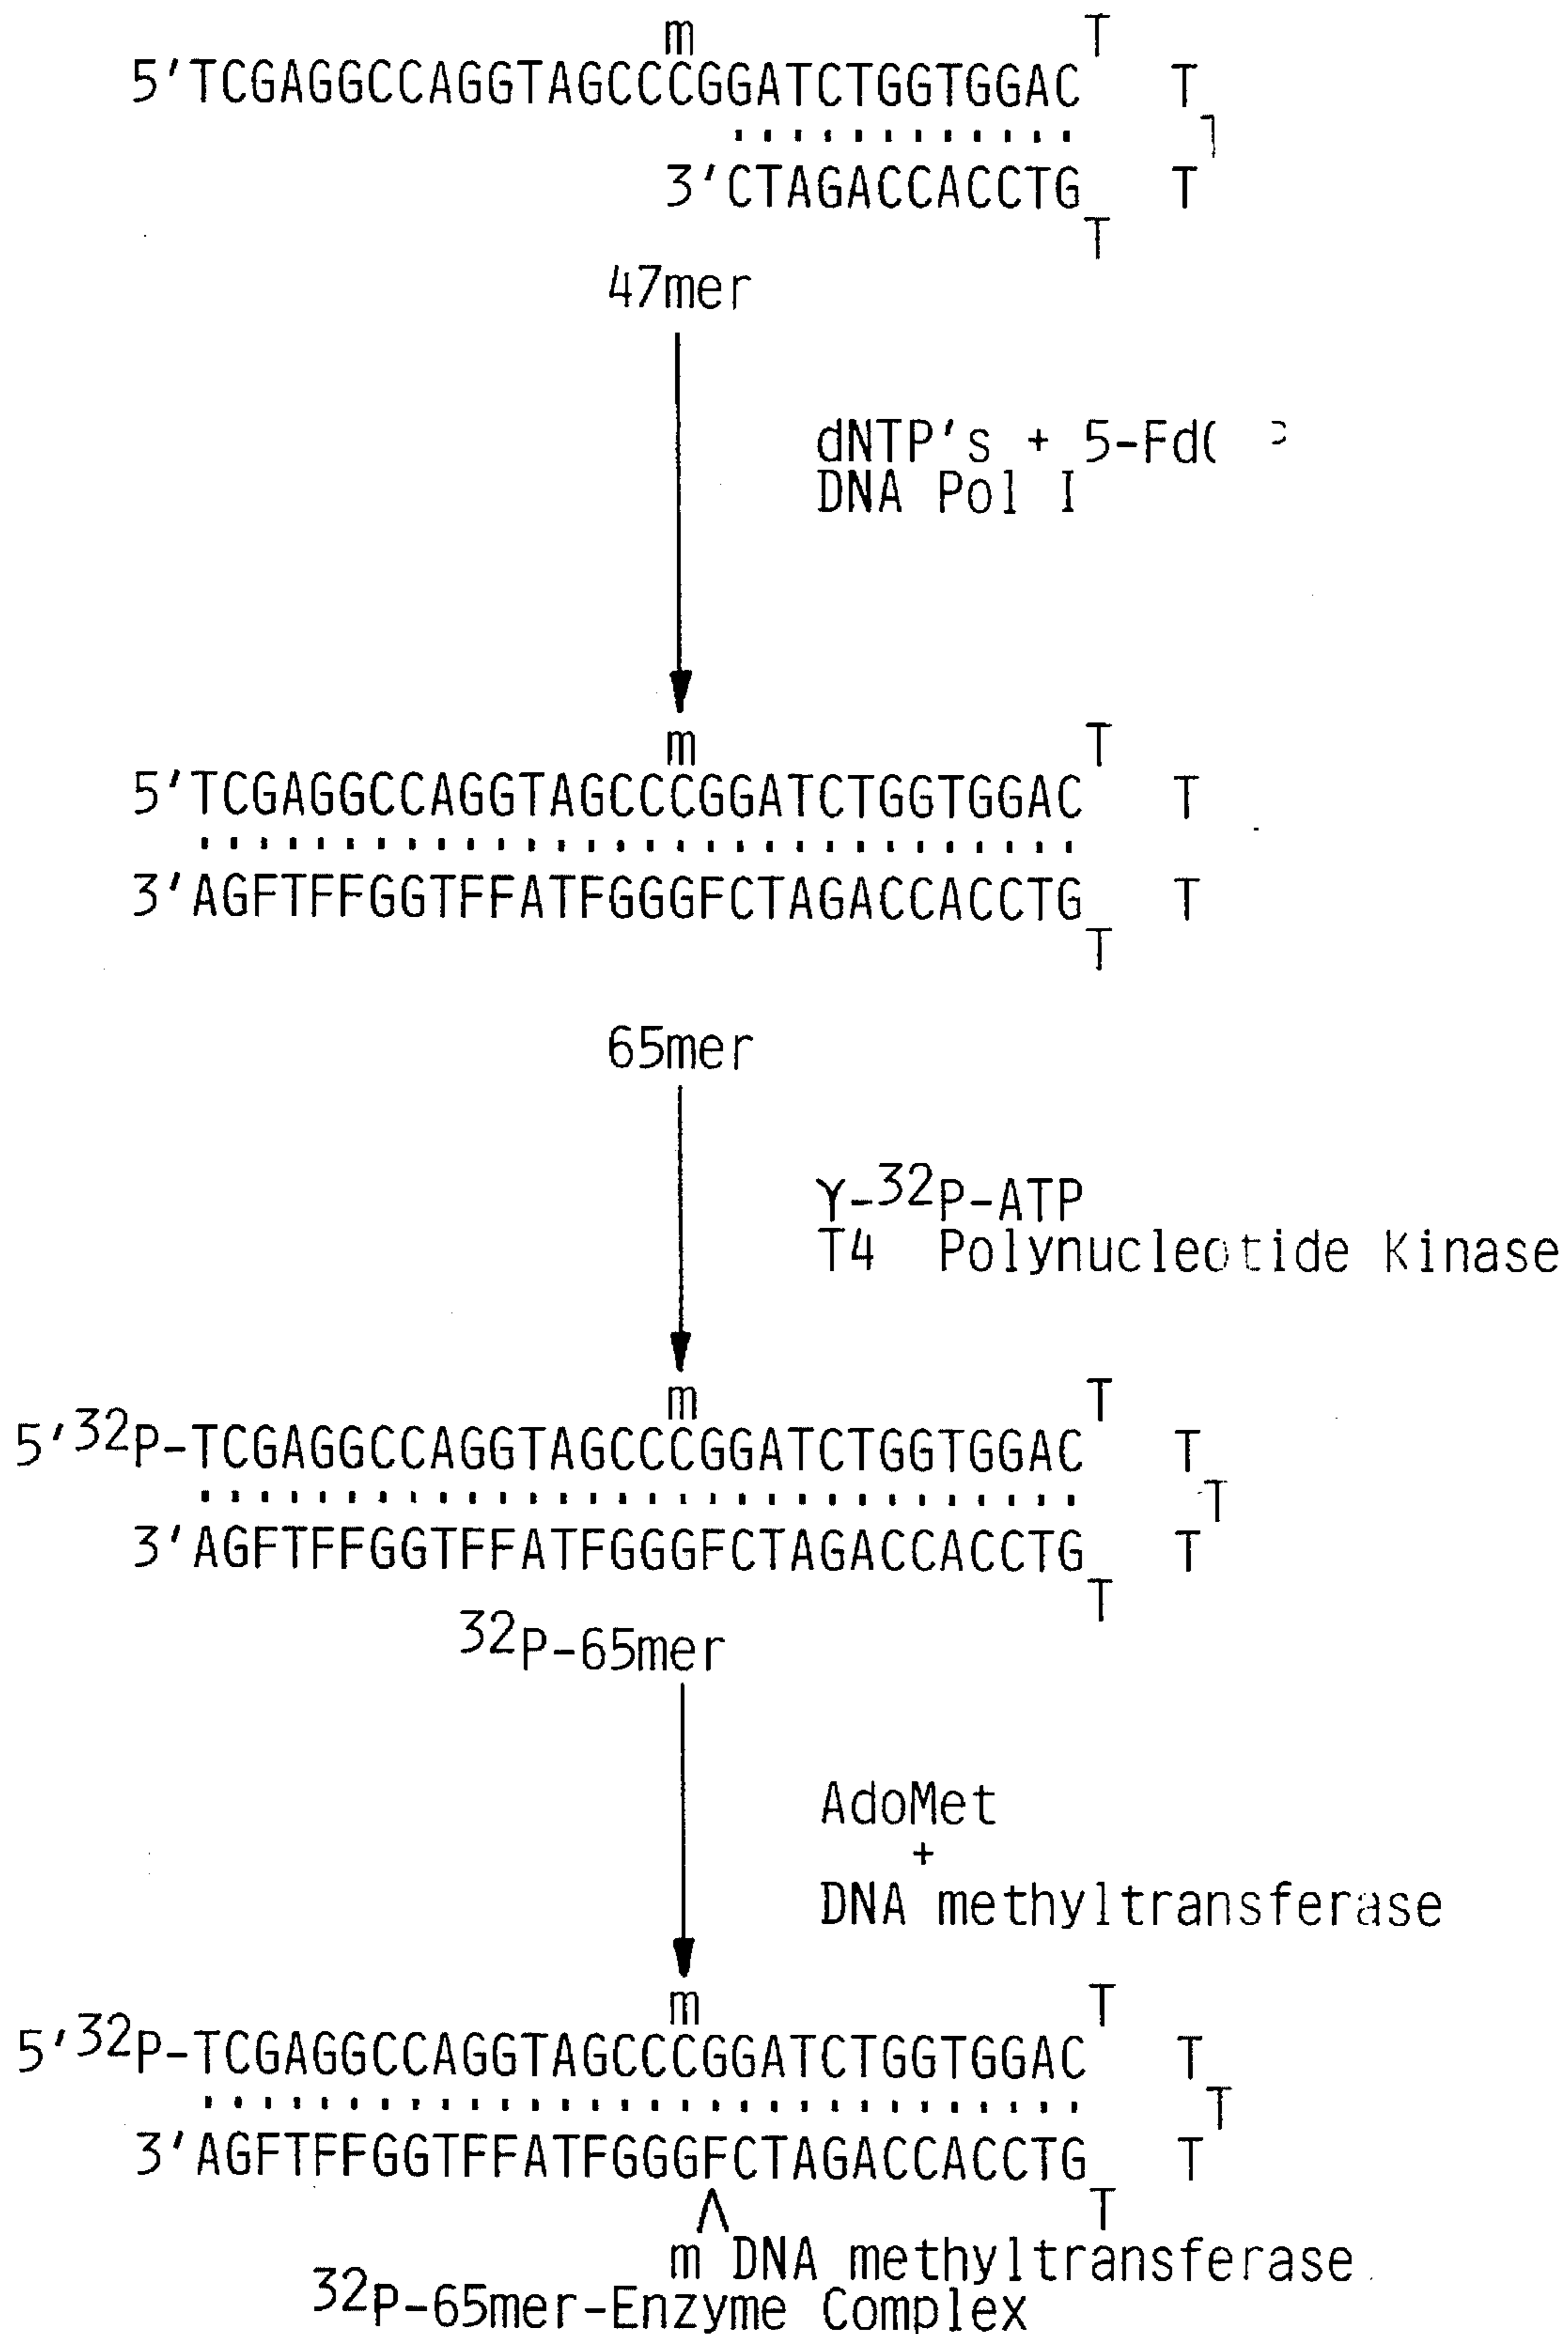 m T
5'TCGAGGCCAGGTAGCCCGGATCTGGTGGAC T
3'CTAGACCACCTG T
T
47mer
dNTP's + 5-Fd
DNA Pol I
m T
5'TCGAGGCCAGGTAGCCCGGATCTGGTGGAC T
3'AGFTFFGGTFFATFGGGFCTAGACCACCTG T
T
65mer
γ-32P-ATP
T4 Polynucleotide Kinase
m T
5'32P-TCGAGGCCAGGTAGCCCGGATCTGGTGGAC T
T
3'AGFTFFGGTFFATFGGGFCTAGACCACCTG T
T
32P-65mer
AdoMet
+
DNA methyltransferase
m T
5'32P-TCGAGGCCAGGTAGCCCGGATCTGGTGGAC T
T
3'AGFTFFGGTFFATFGGGFCTAGACCACCTG T
T
m DNA methyltransferase
32P-65mer-Enzyme Complex